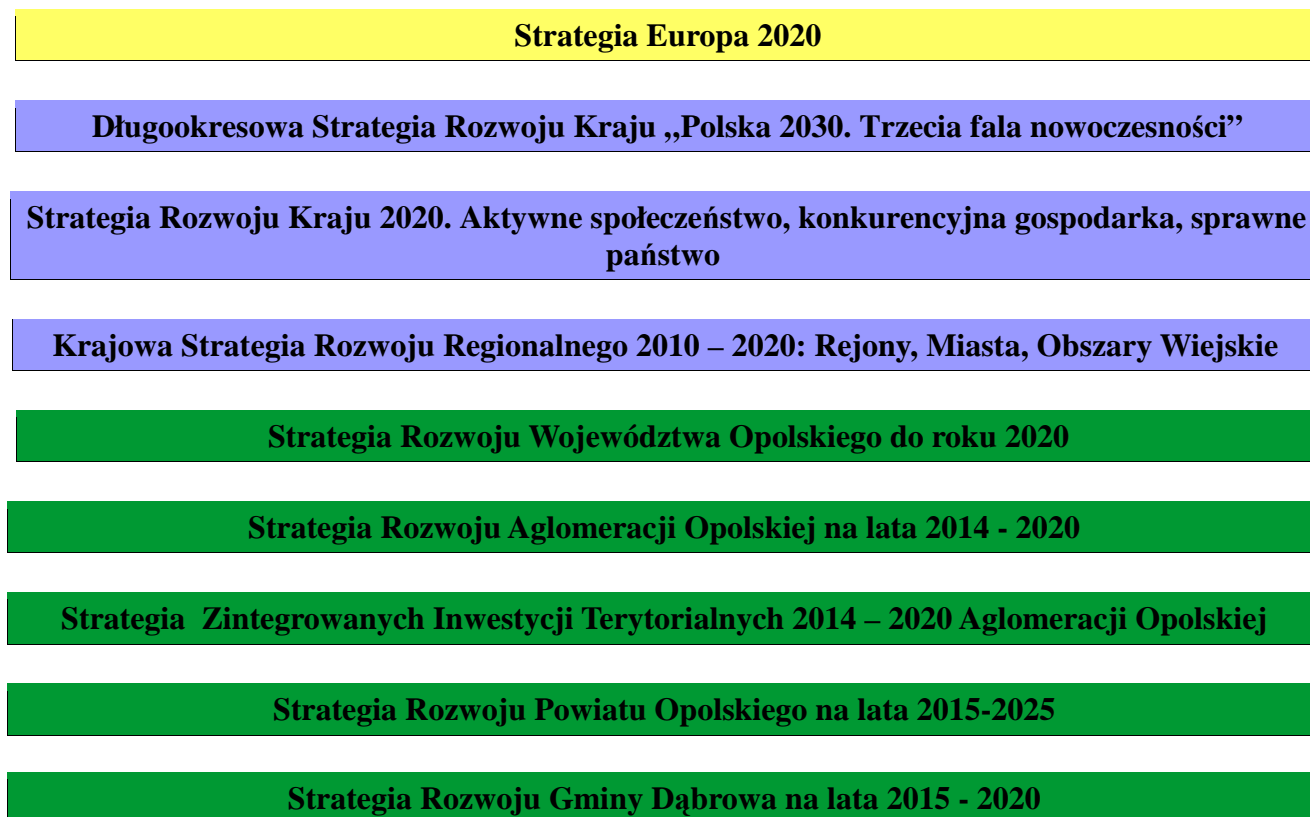 Strategia Europa 2020
Długookresowa Strategia Rozwoju Kraju „Polska 2030. Trzecia fala nowoczesności”
Strategia Rozwoju Kraju 2020. Aktywne społeczeństwo, konkurencyjna gospodarka, sprawne
państwo
Krajowa Strategia Rozwoju Regionalnego 2010 – 2020: Rejony, Miasta, Obszary Wiejskie
Strategia Rozwoju Województwa Opolskiego do roku 2020
Strategia Rozwoju Aglomeracji Opolskiej na lata 2014 - 2020
Strategia Zintegrowanych Inwestycji Terytorialnych 2014 – 2020 Aglomeracji Opolskiej
Strategia Rozwoju Powiatu Opolskiego na lata 2015-2025
Strategia Rozwoju Gminy Dąbrowa na lata 2015 - 2020